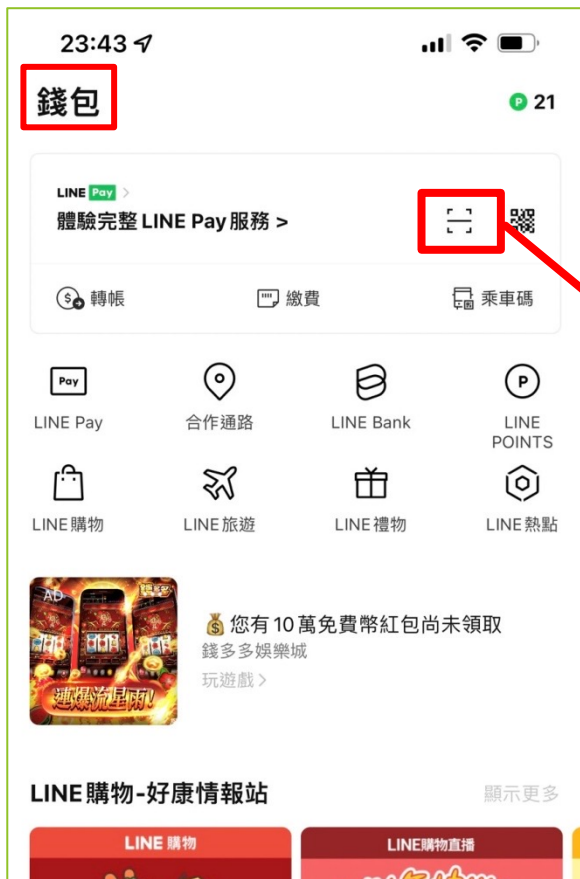 23:43
錢包
P 21
LINE Pay >
體驗完整 LINE Pay 服務 >
轉帳
繳費
乘車碼
Pay
LINE Pay
合作通路
LINE Bank
P
LINE
POINTS
LINE購物
LINE旅遊
LINE禮物
LINE熱點
AD
連爆流星雨!
您有 10 萬免費幣紅包尚未領取
錢多多娛樂城
玩遊戲 >
LINE購物-好康情報站
顯示更多
LINE 購物
LINE購物直播